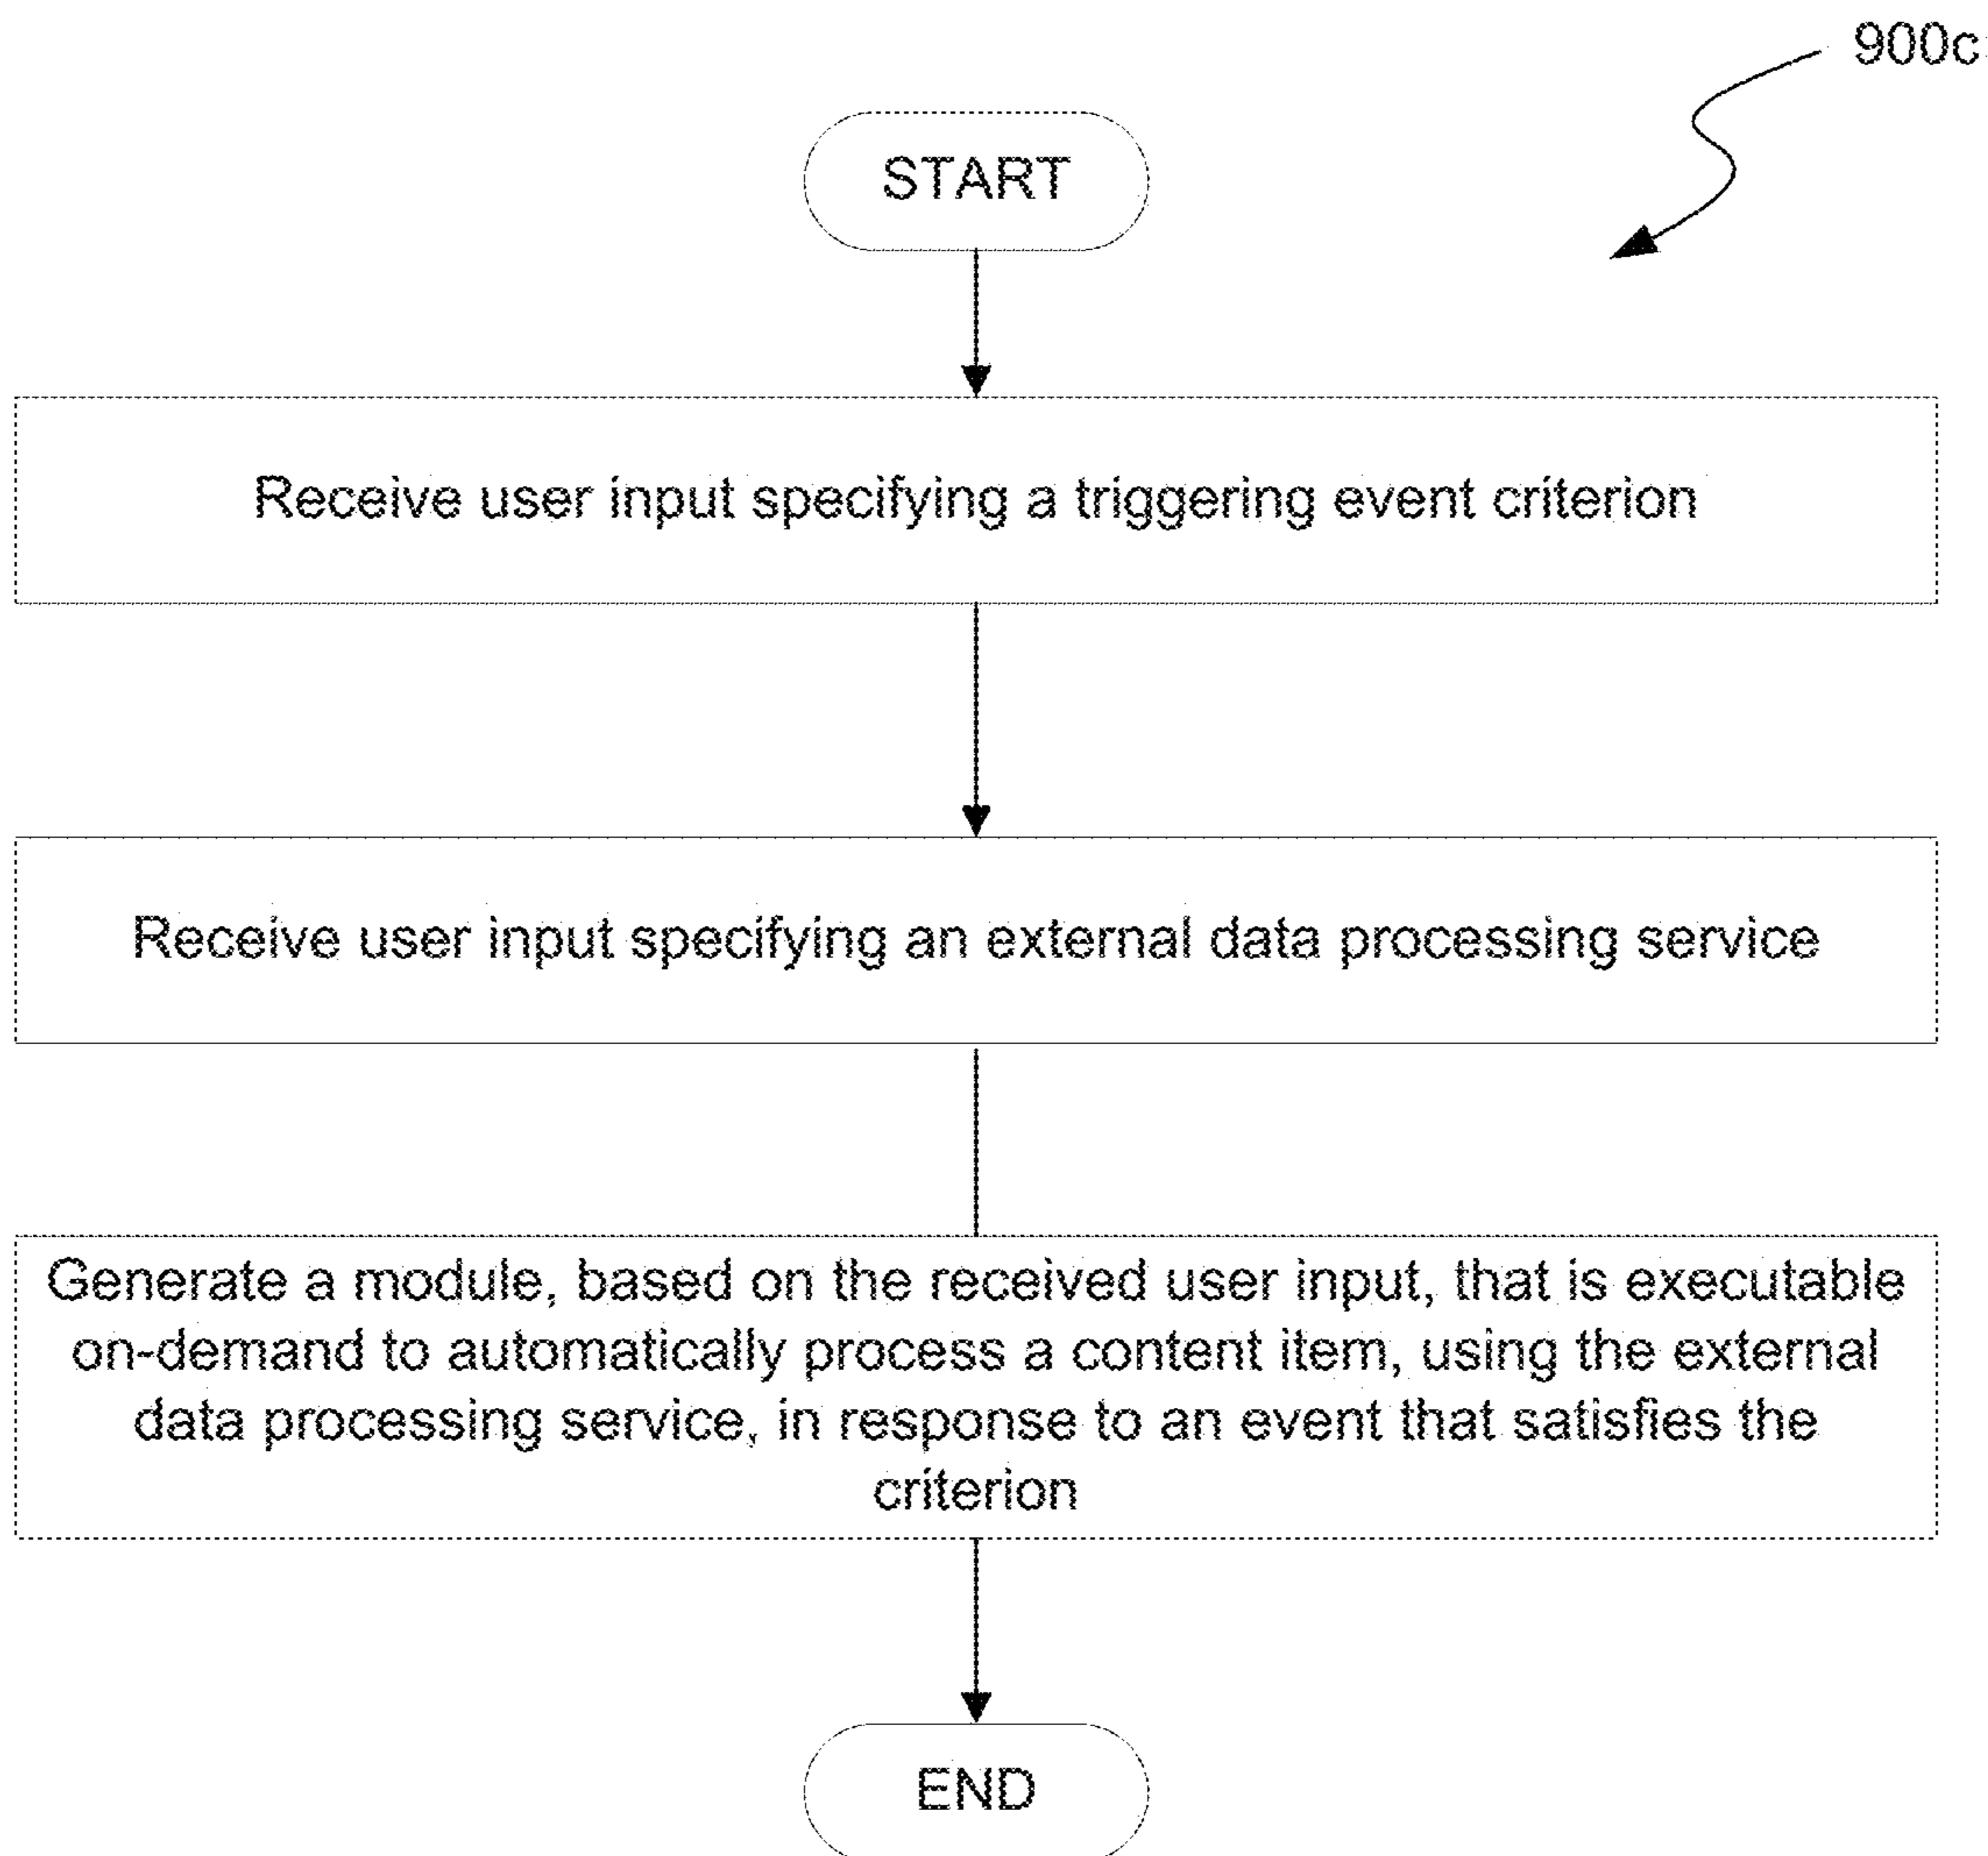 900c
START
Receive user input specifying a triggering event criterion
Receive user input specifying an external data processing service
Generate a module, based on the received user input, that is executable
on-demand to automatically process a content item, using the external
data processing service, in response to an event that satisfies the
criterion
END